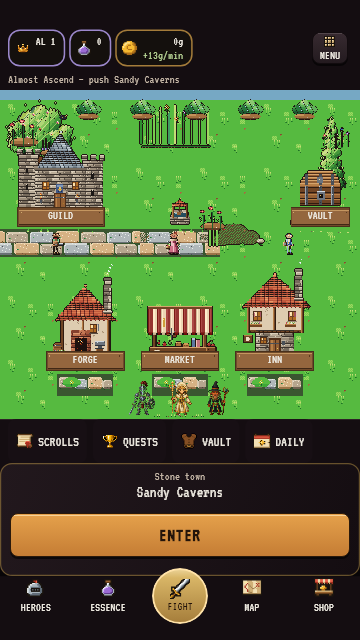 AL 1
0
0g
+13g/min
MENU
Almost Ascend – push Sandy Caverns
GUILD
VAULT
FORGE
MARKET
INN
SCROLLS
QUESTS
VAULT
DAILY
Stone town
Sandy Caverns
ENTER
HEROES
ESSENCE
FIGHT
MAP
SHOP